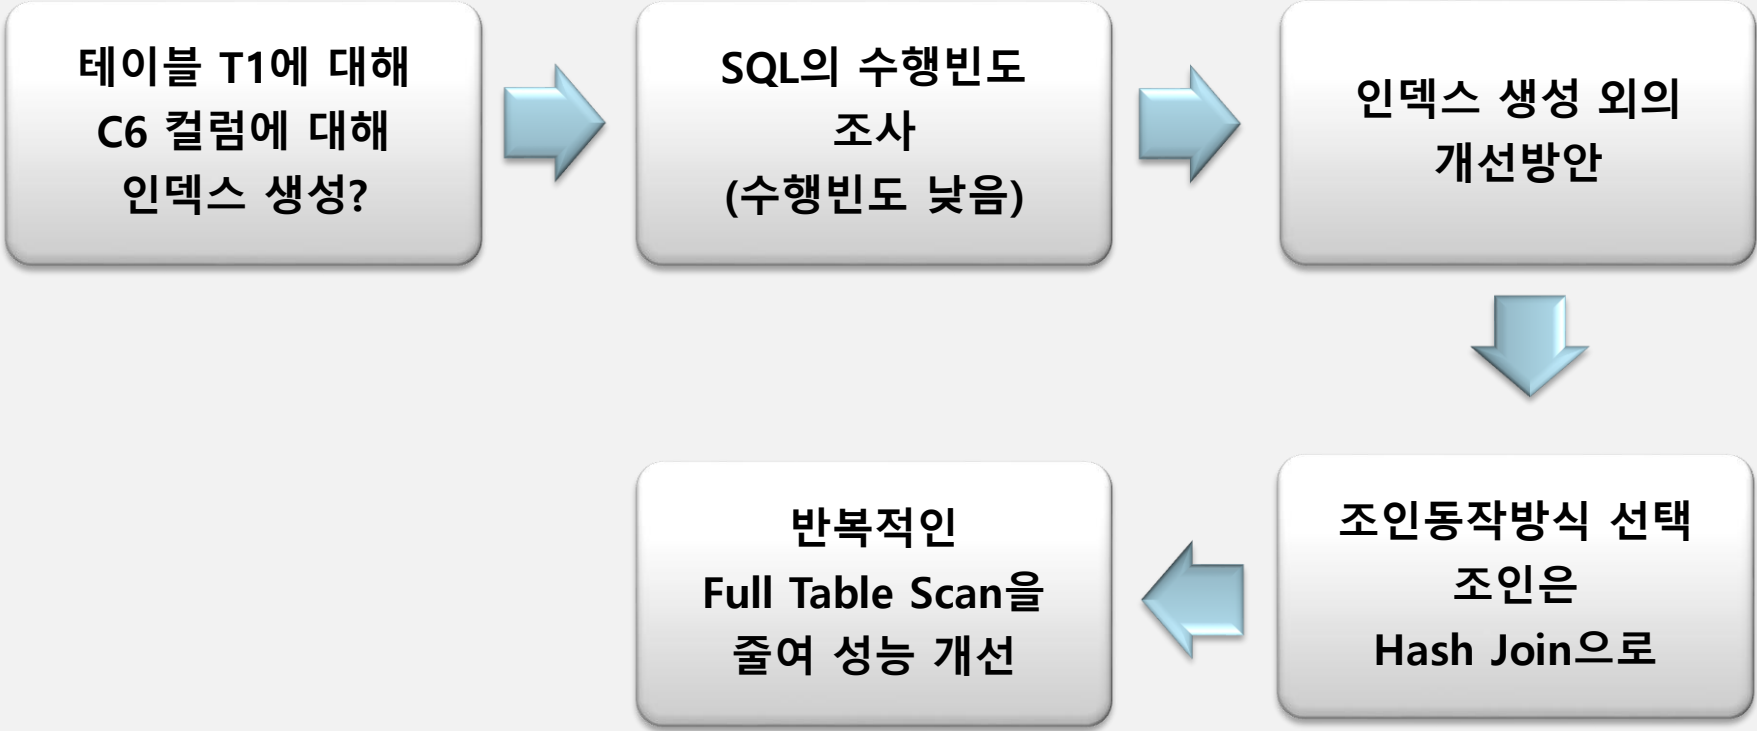 테이블 T1에 대해
C6 컬럼에 대해
인덱스 생성?
SQL의 수행빈도
조사
(수행빈도 낮음)
인덱스 생성 외의
개선방안
조인동작방식 선택
조인은
Hash Join으로
반복적인
Full Table Scan을
줄여 성능 개선